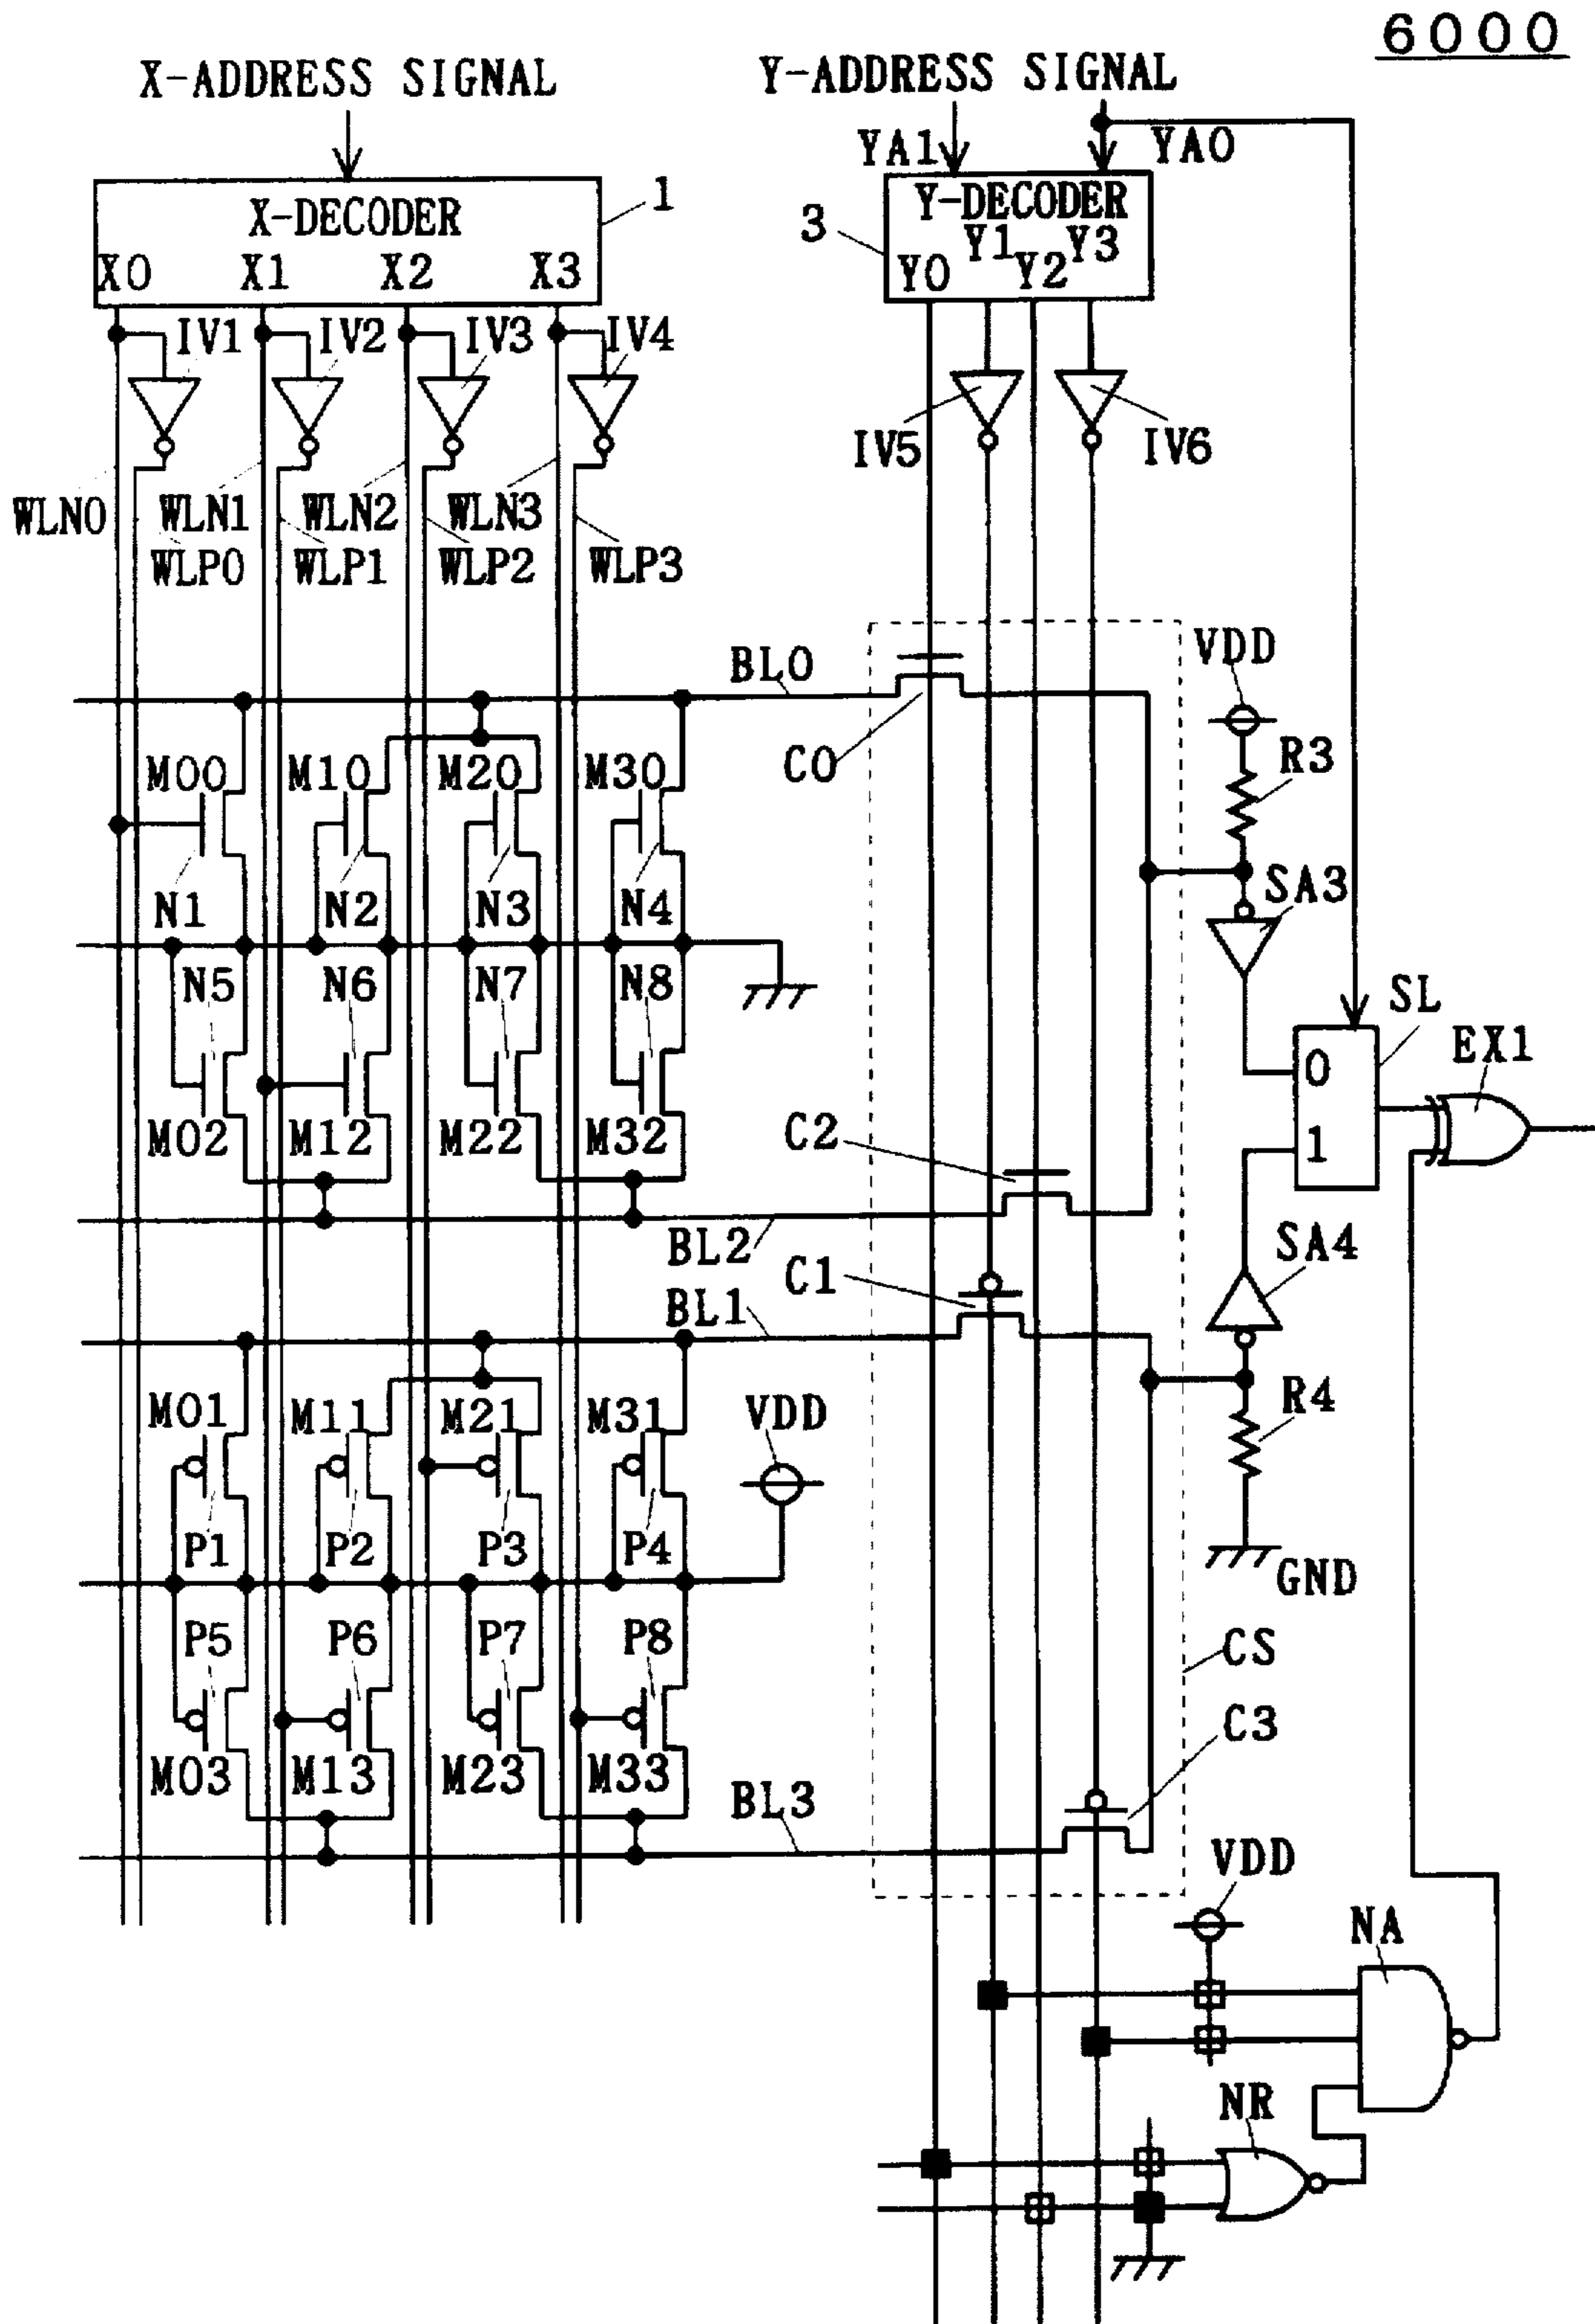 6000
X-ADDRESS SIGNAL
Y-ADDRESS SIGNAL
YA1
YA0
X-DECODER
1
X0 X1 X2 X3
Y-DECODER
3
Y0 Y1 Y2 Y3
IV1 IV2 IV3 IV4
IV5 IV6
WLN0 WLN1 WLN2 WLN3
WLP0 WLP1 WLP2 WLP3
BL0
VDD
C0
R3
M00 M10 M20 M30
SA3
N1 N2 N3 N4
N5 N6 N7 N8
SL
EX1
0
1
M02 M12 M22 M32
C2
BL2
SA4
C1
BL1
M01 M11 M21 M31
VDD
R4
P1 P2 P3 P4
GND
P5 P6 P7 P8
CS
C3
M03 M13 M23 M33
BL3
VDD
NA
NR